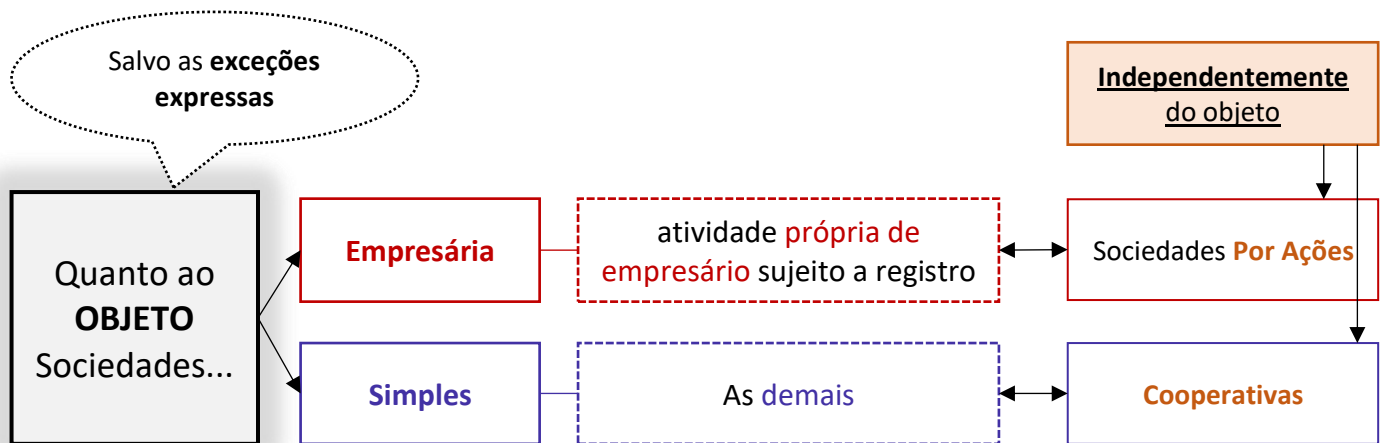 Salvo as exceções
expressas
Independentemente
do objeto
Quanto ao
OBJETO
Sociedades...
Empresária
atividade própria de
empresário sujeito a registro
Sociedades Por Ações
Simples
As demais
Cooperativas